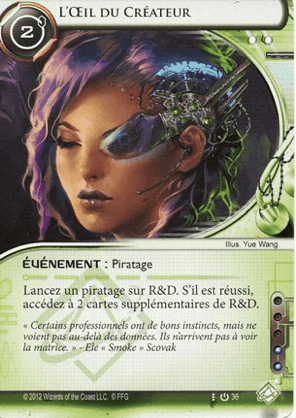 L'Œil du Créateur
2
Illus. Yue Wang
ÉVÉNEMENT : Piratage
Lancez un piratage sur R&D. S'il est réussi,
accédez à 2 cartes supplémentaires de R&D.
« Certains professionnels ont de bons instincts, mais ne
voient pas au-delà des données. Ils n'arrivent pas à voir
la matrice. » - Ele « Smoke » Scovak
© 2012 Wizards of the Coast LLC. © FFG
36